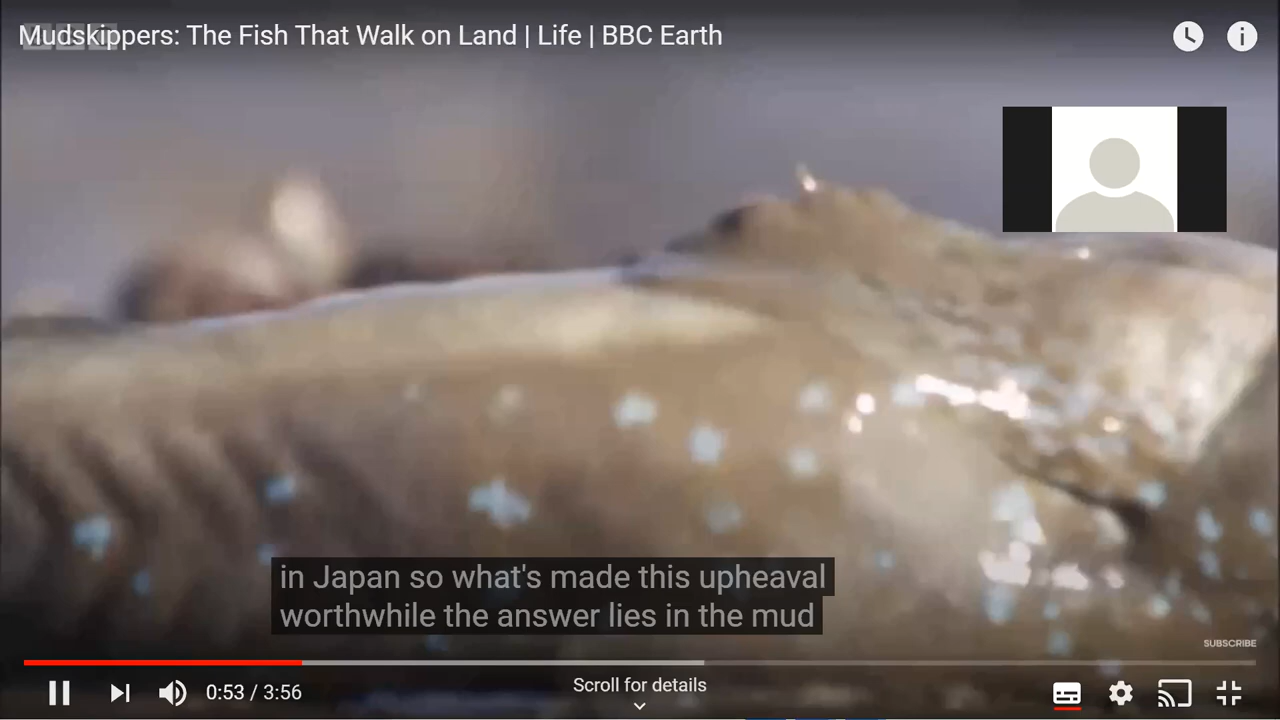 Mudskippers: The Fish That Walk on Land | Life | BBC Earth
in Japan so what's made this upheaval
worthwhile the answer lies in the mud
SUBSCRIBE
0:53 / 3:56
Scroll for details